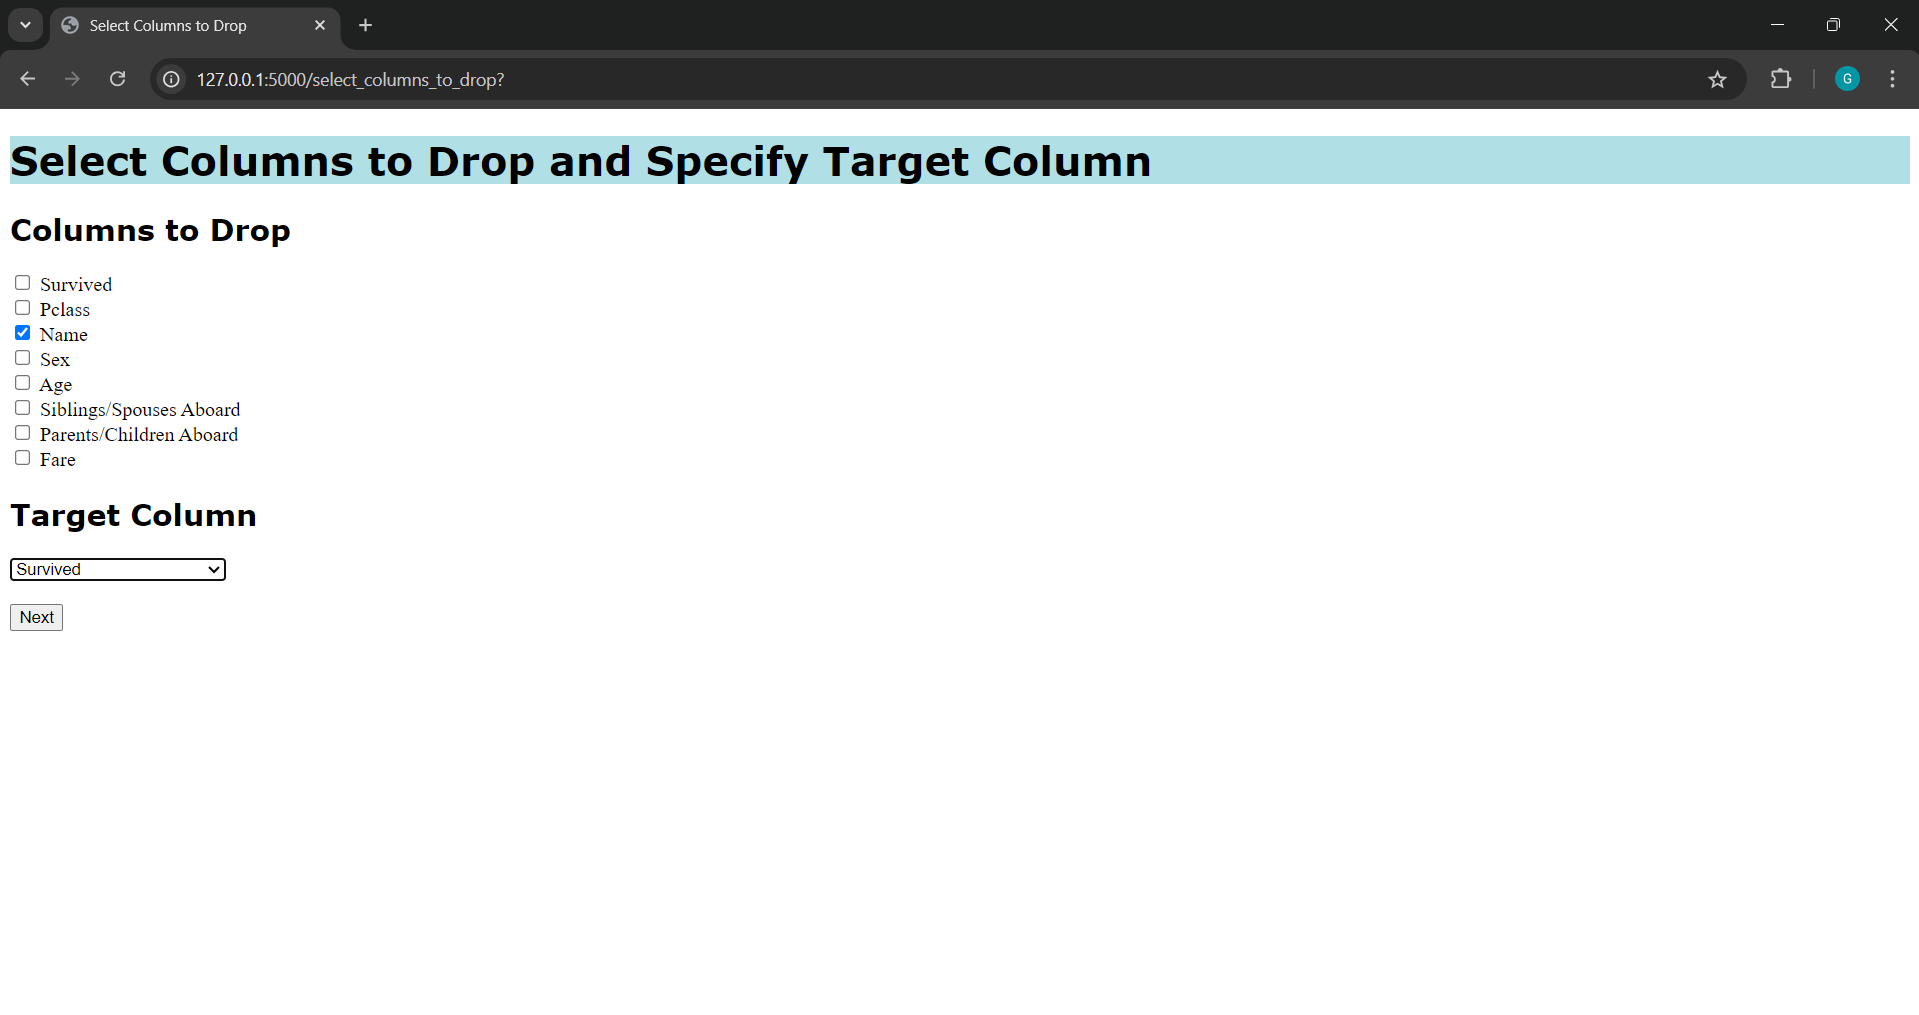 Select Columns to Drop
127.0.0.1:5000/select_columns_to_drop?
G
Select Columns to Drop and Specify Target Column
Columns to Drop
Survived
Pclass
Name
Sex
Age
Siblings/Spouses Aboard
Parents/Children Aboard
Fare
Target Column
Survived
Next